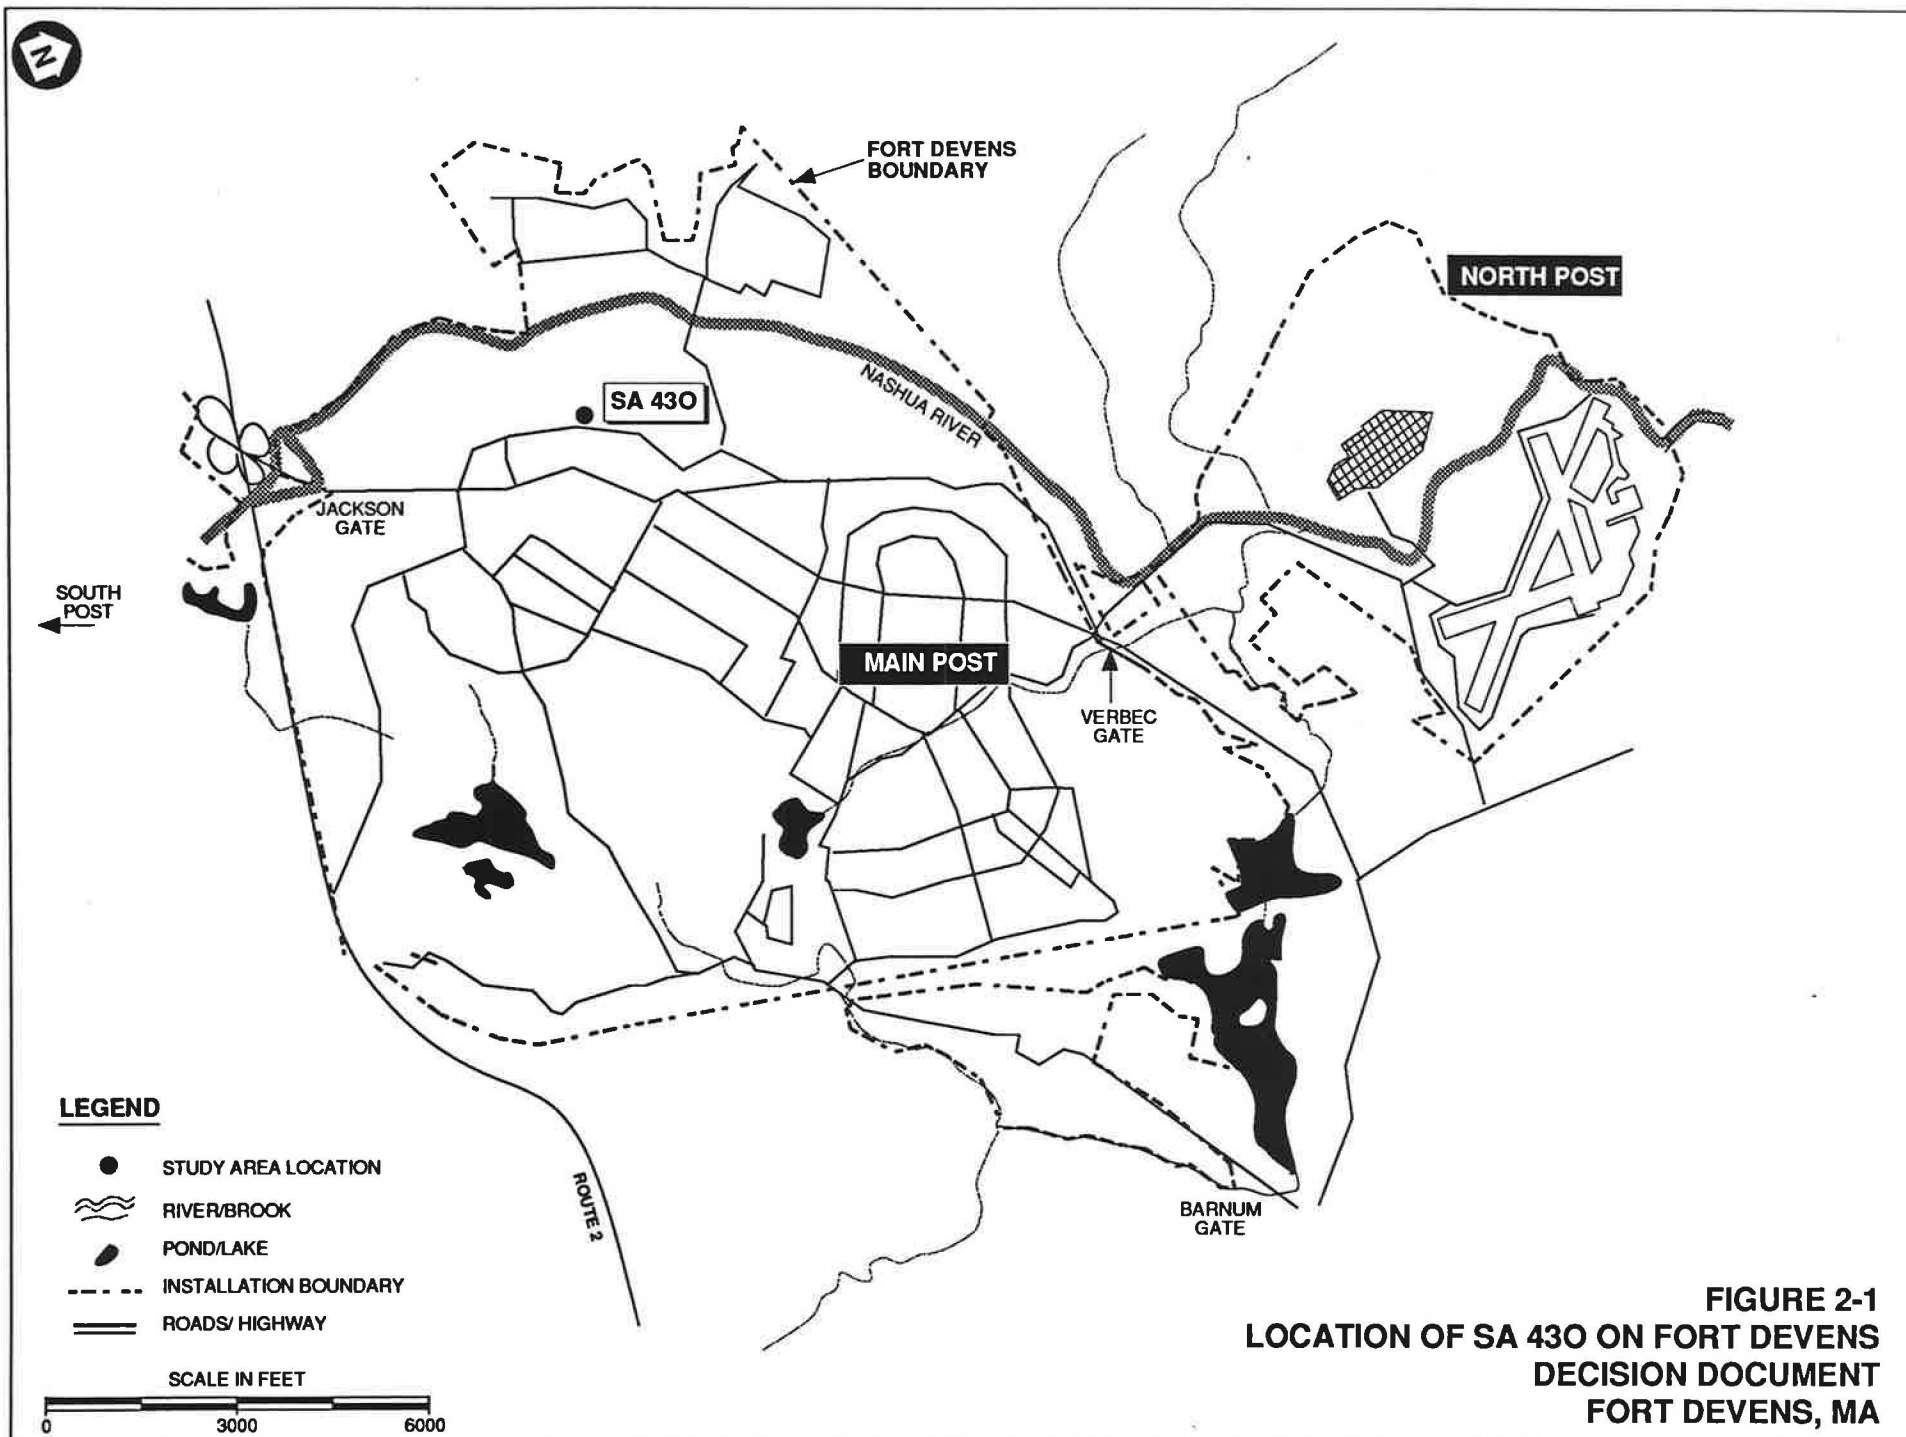 N
FORT DEVENS
BOUNDARY
NORTH POST
SA 43O
NASHUA RIVER
JACKSON
GATE
SOUTH
POST
MAIN POST
VERBEC
GATE
BARNUM
GATE
ROUTE 2
LEGEND
STUDY AREA LOCATION
RIVER/BROOK
POND/LAKE
INSTALLATION BOUNDARY
ROADS/ HIGHWAY
SCALE IN FEET
0 3000 6000
FIGURE 2-1
LOCATION OF SA 43O ON FORT DEVENS
DECISION DOCUMENT
FORT DEVENS, MA